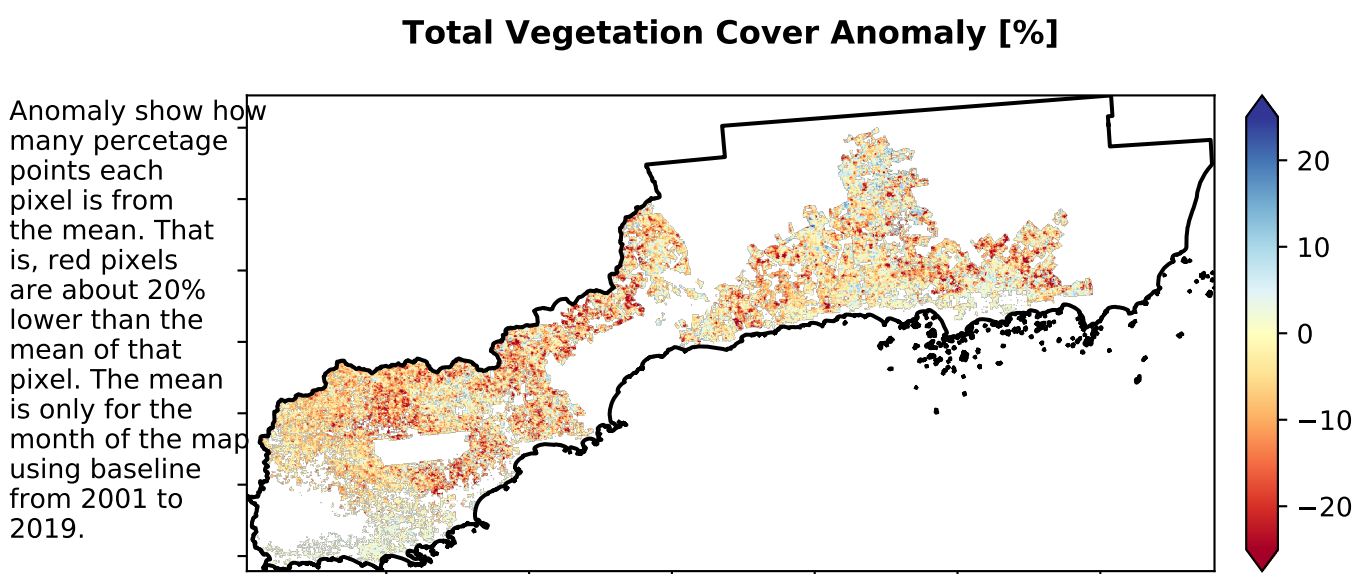 Total Vegetation Cover Anomaly [%]
Anomaly show how
many percetage
points each
pixel is from
the mean. That
is, red pixels
are about 20%
lower than the
mean of that
pixel. The mean
is only for the
month of the map
using baseline
from 2001 to
2019.
20
10
0
−10
−20